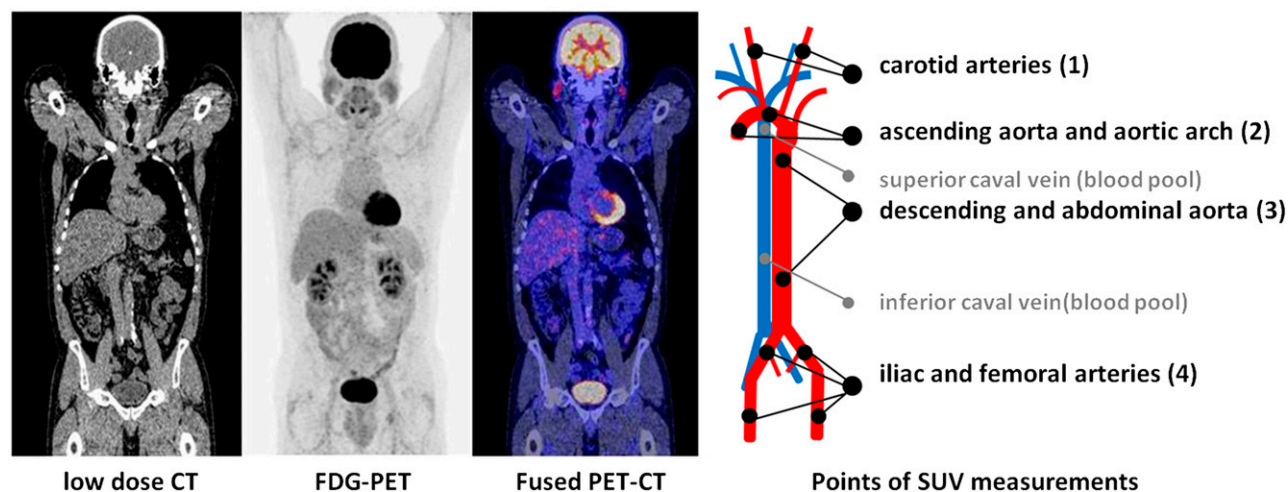 carotid arteries (1)
ascending aorta and aortic arch (2)
superior caval vein (blood pool)
descending and abdominal aorta (3)
inferior caval vein(blood pool)
iliac and femoral arteries (4)
low dose CT
FDG-PET
Fused PET-CT
Points of SUV measurements